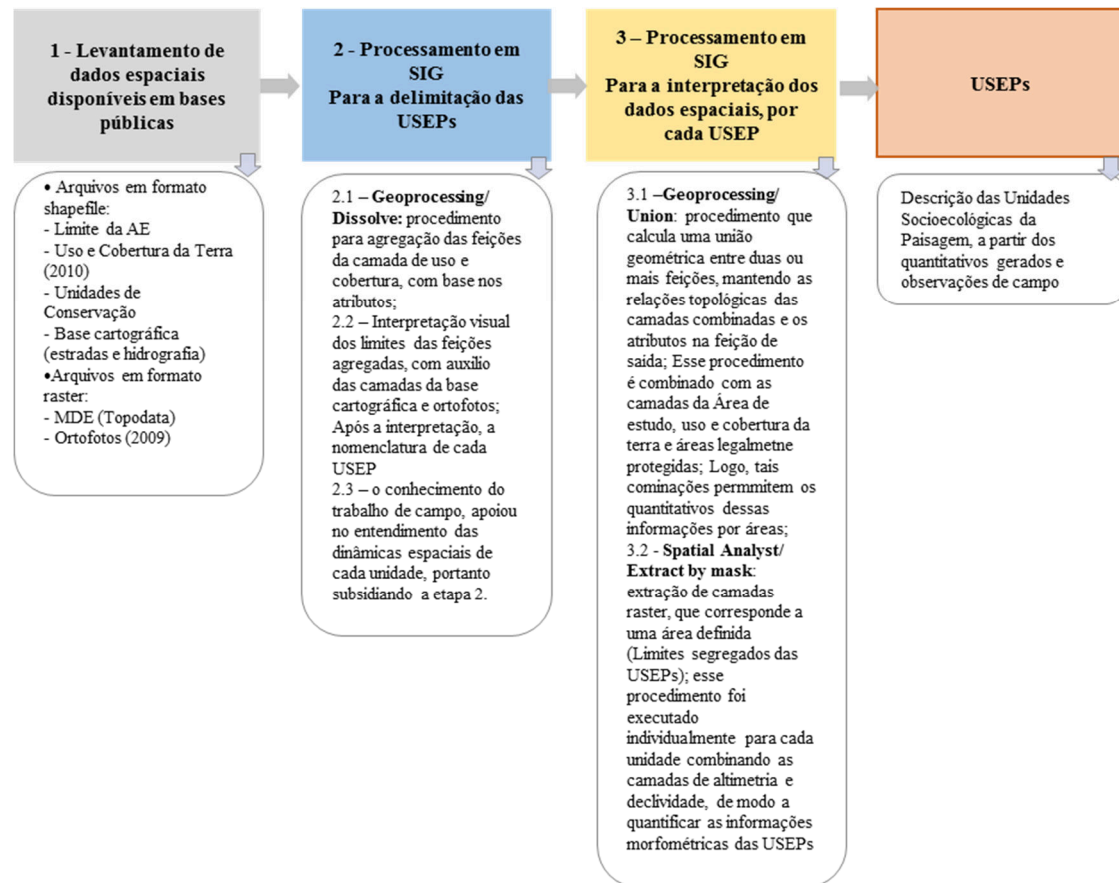 1 - Levantamento de
dados espaciais
disponíveis em bases
públicas
2 - Processamento em
SIG
Para a delimitação das
USEPs
3 – Processamento em
SIG
Para a interpretação dos
dados espaciais, por
cada USEP
USEPs
• Arquivos em formato
shapefile:
- Limite da AE
- Uso e Cobertura da Terra
(2010)
- Unidades de
Conservação
- Base cartográfica
(estradas e hidrografia)
•Arquivos em formato
raster:
- MDE (Topodata)
- Ortofotos (2009)
2.1 – Geoprocessing/
Dissolve: procedimento
para agregação das feições
da camada de uso e
cobertura, com base nos
atributos;
2.2 – Interpretação visual
dos limites das feições
agregadas, com auxílio
das camadas da base
cartográfica e ortofotos;
Após a interpretação, a
nomenclatura de cada
USEP
2.3 – o conhecimento do
trabalho de campo, apoiou
no entendimento das
dinâmicas espaciais de
cada unidade, portanto
subsidiando a etapa 2.
3.1 –Geoprocessing/
Union: procedimento que
calcula uma união
geométrica entre duas ou
mais feições, mantendo as
relações topológicas das
camadas combinadas e os
atributos na feição de
saída; Esse procedimento
é combinado com as
camadas da Área de
estudo, uso e cobertura da
terra e áreas legalmetne
protegidas; Logo, tais
cominações permmitem os
quantitativos dessas
informações por áreas;
3.2 - Spatial Analyst/
Extract by mask:
extração de camadas
raster, que corresponde a
uma área definida
(Limites segregados das
USEPs); esse
procedimento foi
executado
individualmente para cada
unidade combinando as
camadas de altimetria e
declividade, de modo a
quantificar as informações
morfométricas das USEPs
Descrição das Unidades
Socioecológicas da
Paisagem, a partir dos
quantitativos gerados e
observações de campo